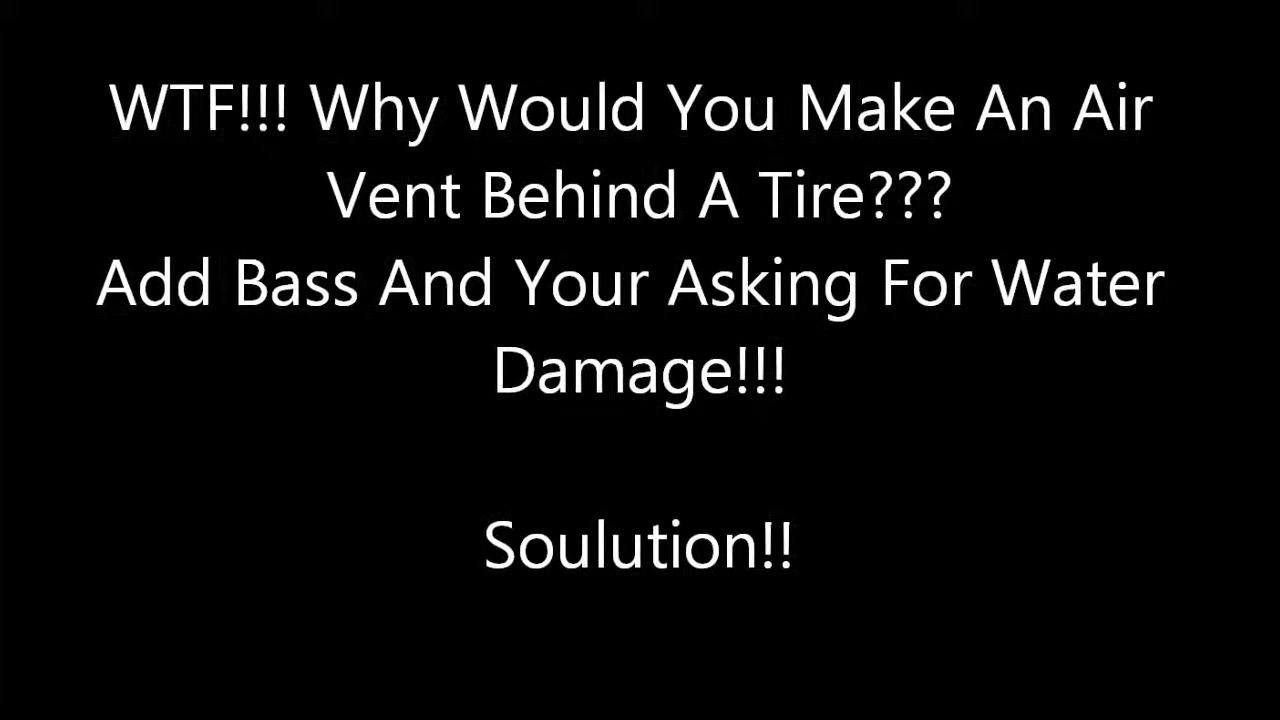 WTF!!! Why Would You Make An Air
Vent Behind A Tire???
Add Bass And Your Asking For Water
Damage!!!
Soulution!!